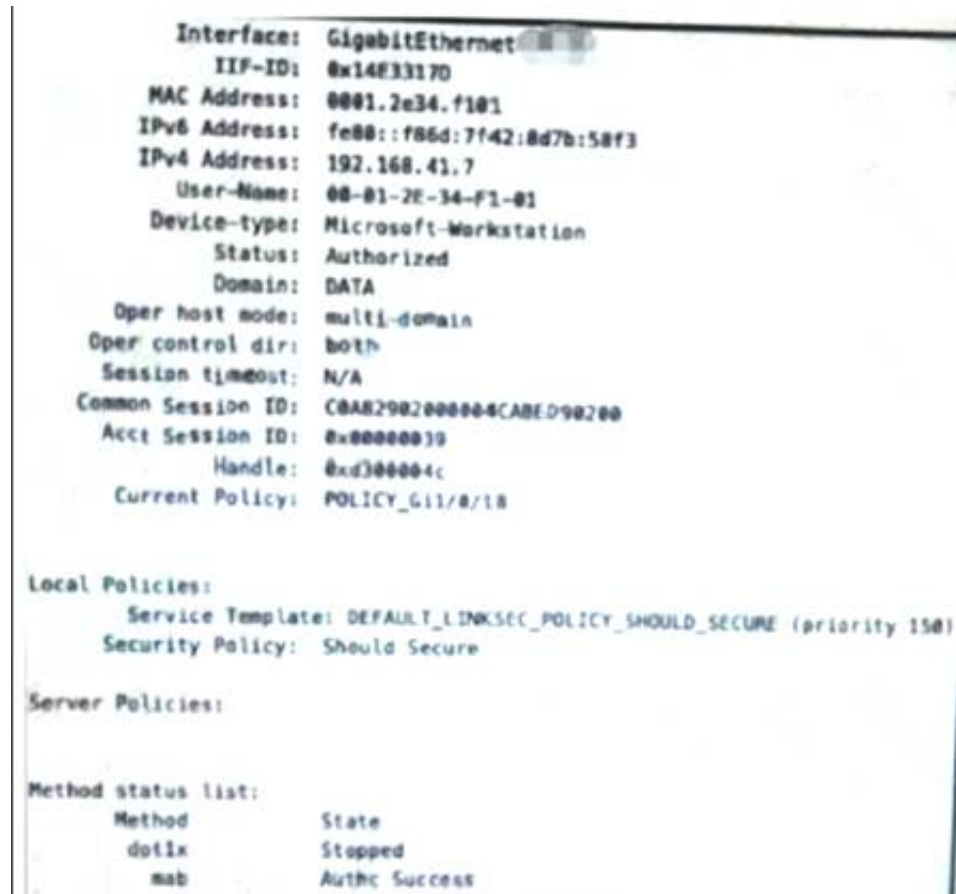 Interface: GigabitEthernet
IIF-ID: 0x14E3317D
MAC Address: 0001.2e34.f101
IPv6 Address: fe80::f86d:7f42:8d7b:58f3
IPv4 Address: 192.168.41.7
User-Name: 00-01-2E-34-F1-01
Device-type: Microsoft-Workstation
Status: Authorized
Domain: DATA
Oper host mode: multi-domain
Oper control dir: both
Session timeout: N/A
Common Session ID: C0A82902000004CABED90200
Acct Session ID: 0x00000039
Handle: 0xd300004c
Current Policy: POLICY_Gi1/0/18
Local Policies:
Service Template: DEFAULT_LINKSEC_POLICY_SHOULD_SECURE (priority 150)
Security Policy: Should Secure
Server Policies:
Method status list:
Method State
dot1x Stopped
mab Authc Success